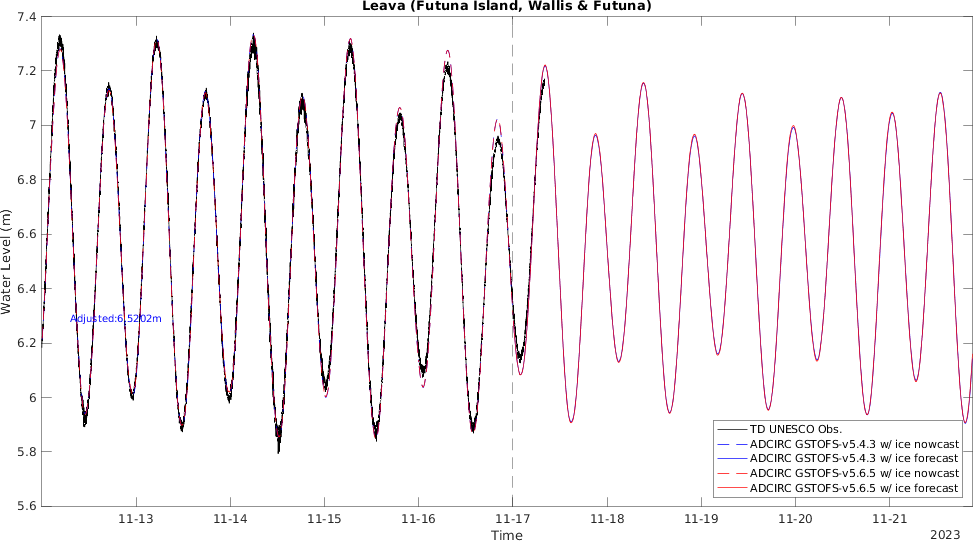 Leava (Futuna Island, Wallis & Futuna)
7.4
7.2
7
6.8
6.6
6.4
6.2
6
5.8
5.6
Water Level (m)
Adjusted:6.5202m
TD UNESCO Obs.
ADCIRC GSTOFS-v5.4.3 w/ ice nowcast
ADCIRC GSTOFS-v5.4.3 w/ ice forecast
ADCIRC GSTOFS-v5.6.5 w/ ice nowcast
ADCIRC GSTOFS-v5.6.5 w/ ice forecast
11-13 11-14 11-15 11-16 11-17 11-18 11-19 11-20 11-21
Time
2023